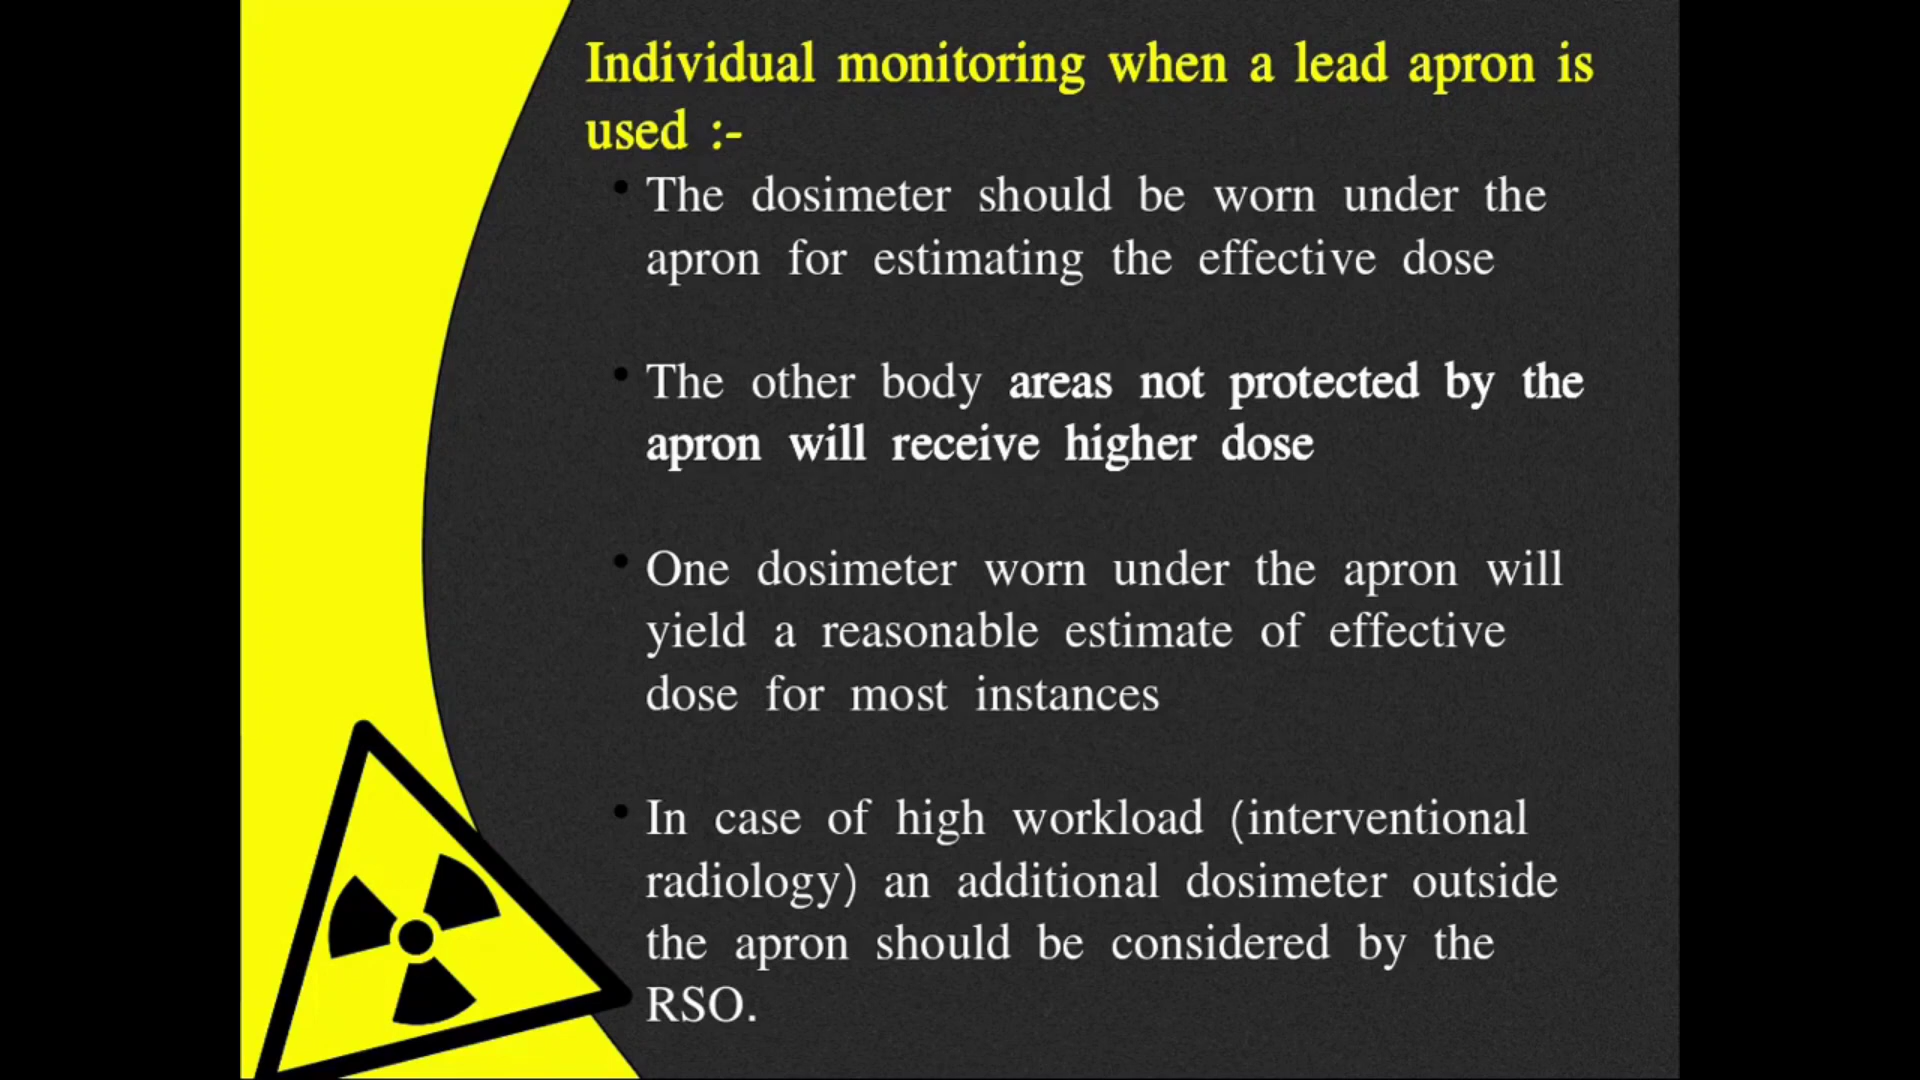 Individual monitoring when a lead apron is
used :-
• The dosimeter should be worn under the
apron for estimating the effective dose
• The other body areas not protected by the
apron will receive higher dose
• One dosimeter worn under the apron will
yield a reasonable estimate of effective
dose for most instances
• In case of high workload (interventional
radiology) an additional dosimeter outside
the apron should be considered by the
RSO.